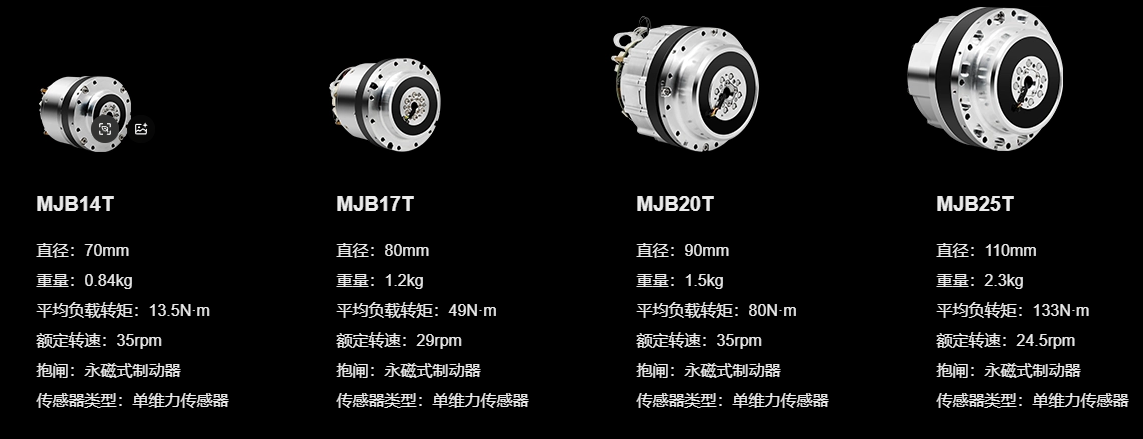 MJB14T
直径：70mm
重量：0.84kg
平均负载转矩：13.5N·m
额定转速：35rpm
抱闸：永磁式制动器
传感器类型：单维力传感器
MJB17T
直径：80mm
重量：1.2kg
平均负载转矩：49N·m
额定转速：29rpm
抱闸：永磁式制动器
传感器类型：单维力传感器
MJB20T
直径：90mm
重量：1.5kg
平均负载转矩：80N·m
额定转速：35rpm
抱闸：永磁式制动器
传感器类型：单维力传感器
MJB25T
直径：110mm
重量：2.3kg
平均负转矩：133N·m
额定转速：24.5rpm
抱闸：永磁式制动器
传感器类型：单维力传感器